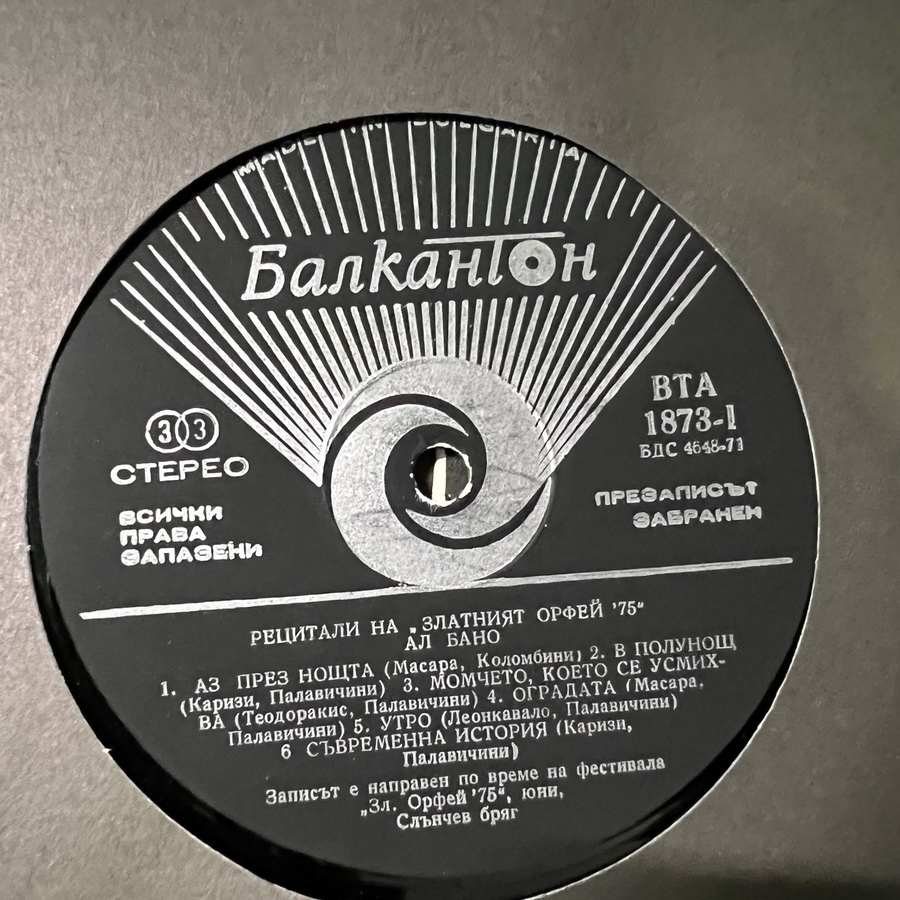 MADE IN BULGARIA
Балкантон
33
СТЕРЕО
ВСИЧКИ
ПРАВА
ЗАПАЗЕНИ
ВТА
1873-I
БДС 4648-71
ПРЕЗАПИСЪТ
ЗАБРАНЕН
РЕЦИТАЛИ НА „ЗЛАТНИЯТ ОРФЕЙ '75“
АЛ БАНО
1. АЗ ПРЕЗ НОЩТА (Масара, Коломбини) 2. В ПОЛУНОЩ
(Каризи, Палавичини) 3. МОМЧЕТО, КОЕТО СЕ УСМИХ-
ВА (Теодоракис, Палавичини) 4. ОГРАДАТА (Масара,
Палавичини) 5. УТРО (Леонкавало, Палавичини)
6 СЪВРЕМЕННА ИСТОРИЯ (Каризи,
Палавичини)
Записът е направен по време на фестивала
„Зл. Орфей '75“, юни,
Слънчев бряг